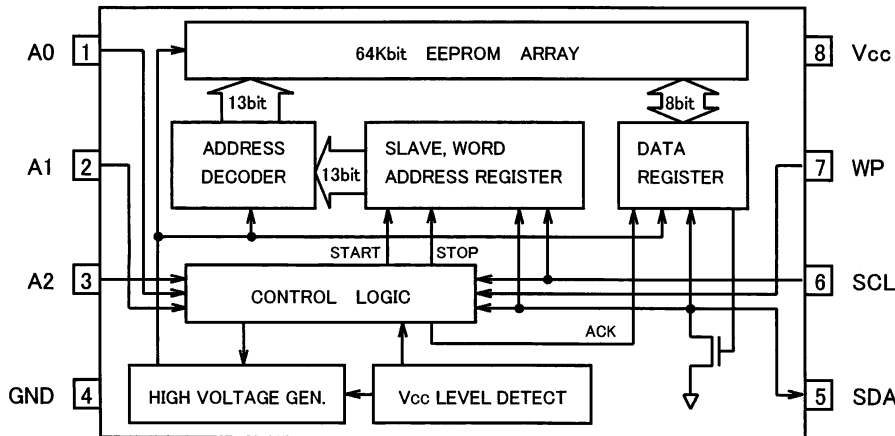 A0 1 64Kbit EEPROM ARRAY 8 Vcc
13bit 8bit
A1 2 ADDRESS DECODER 13bit SLAVE, WORD ADDRESS REGISTER DATA REGISTER 7 WP
START STOP
A2 3 CONTROL LOGIC 6 SCL
ACK
GND 4 HIGH VOLTAGE GEN. Vcc LEVEL DETECT 5 SDA